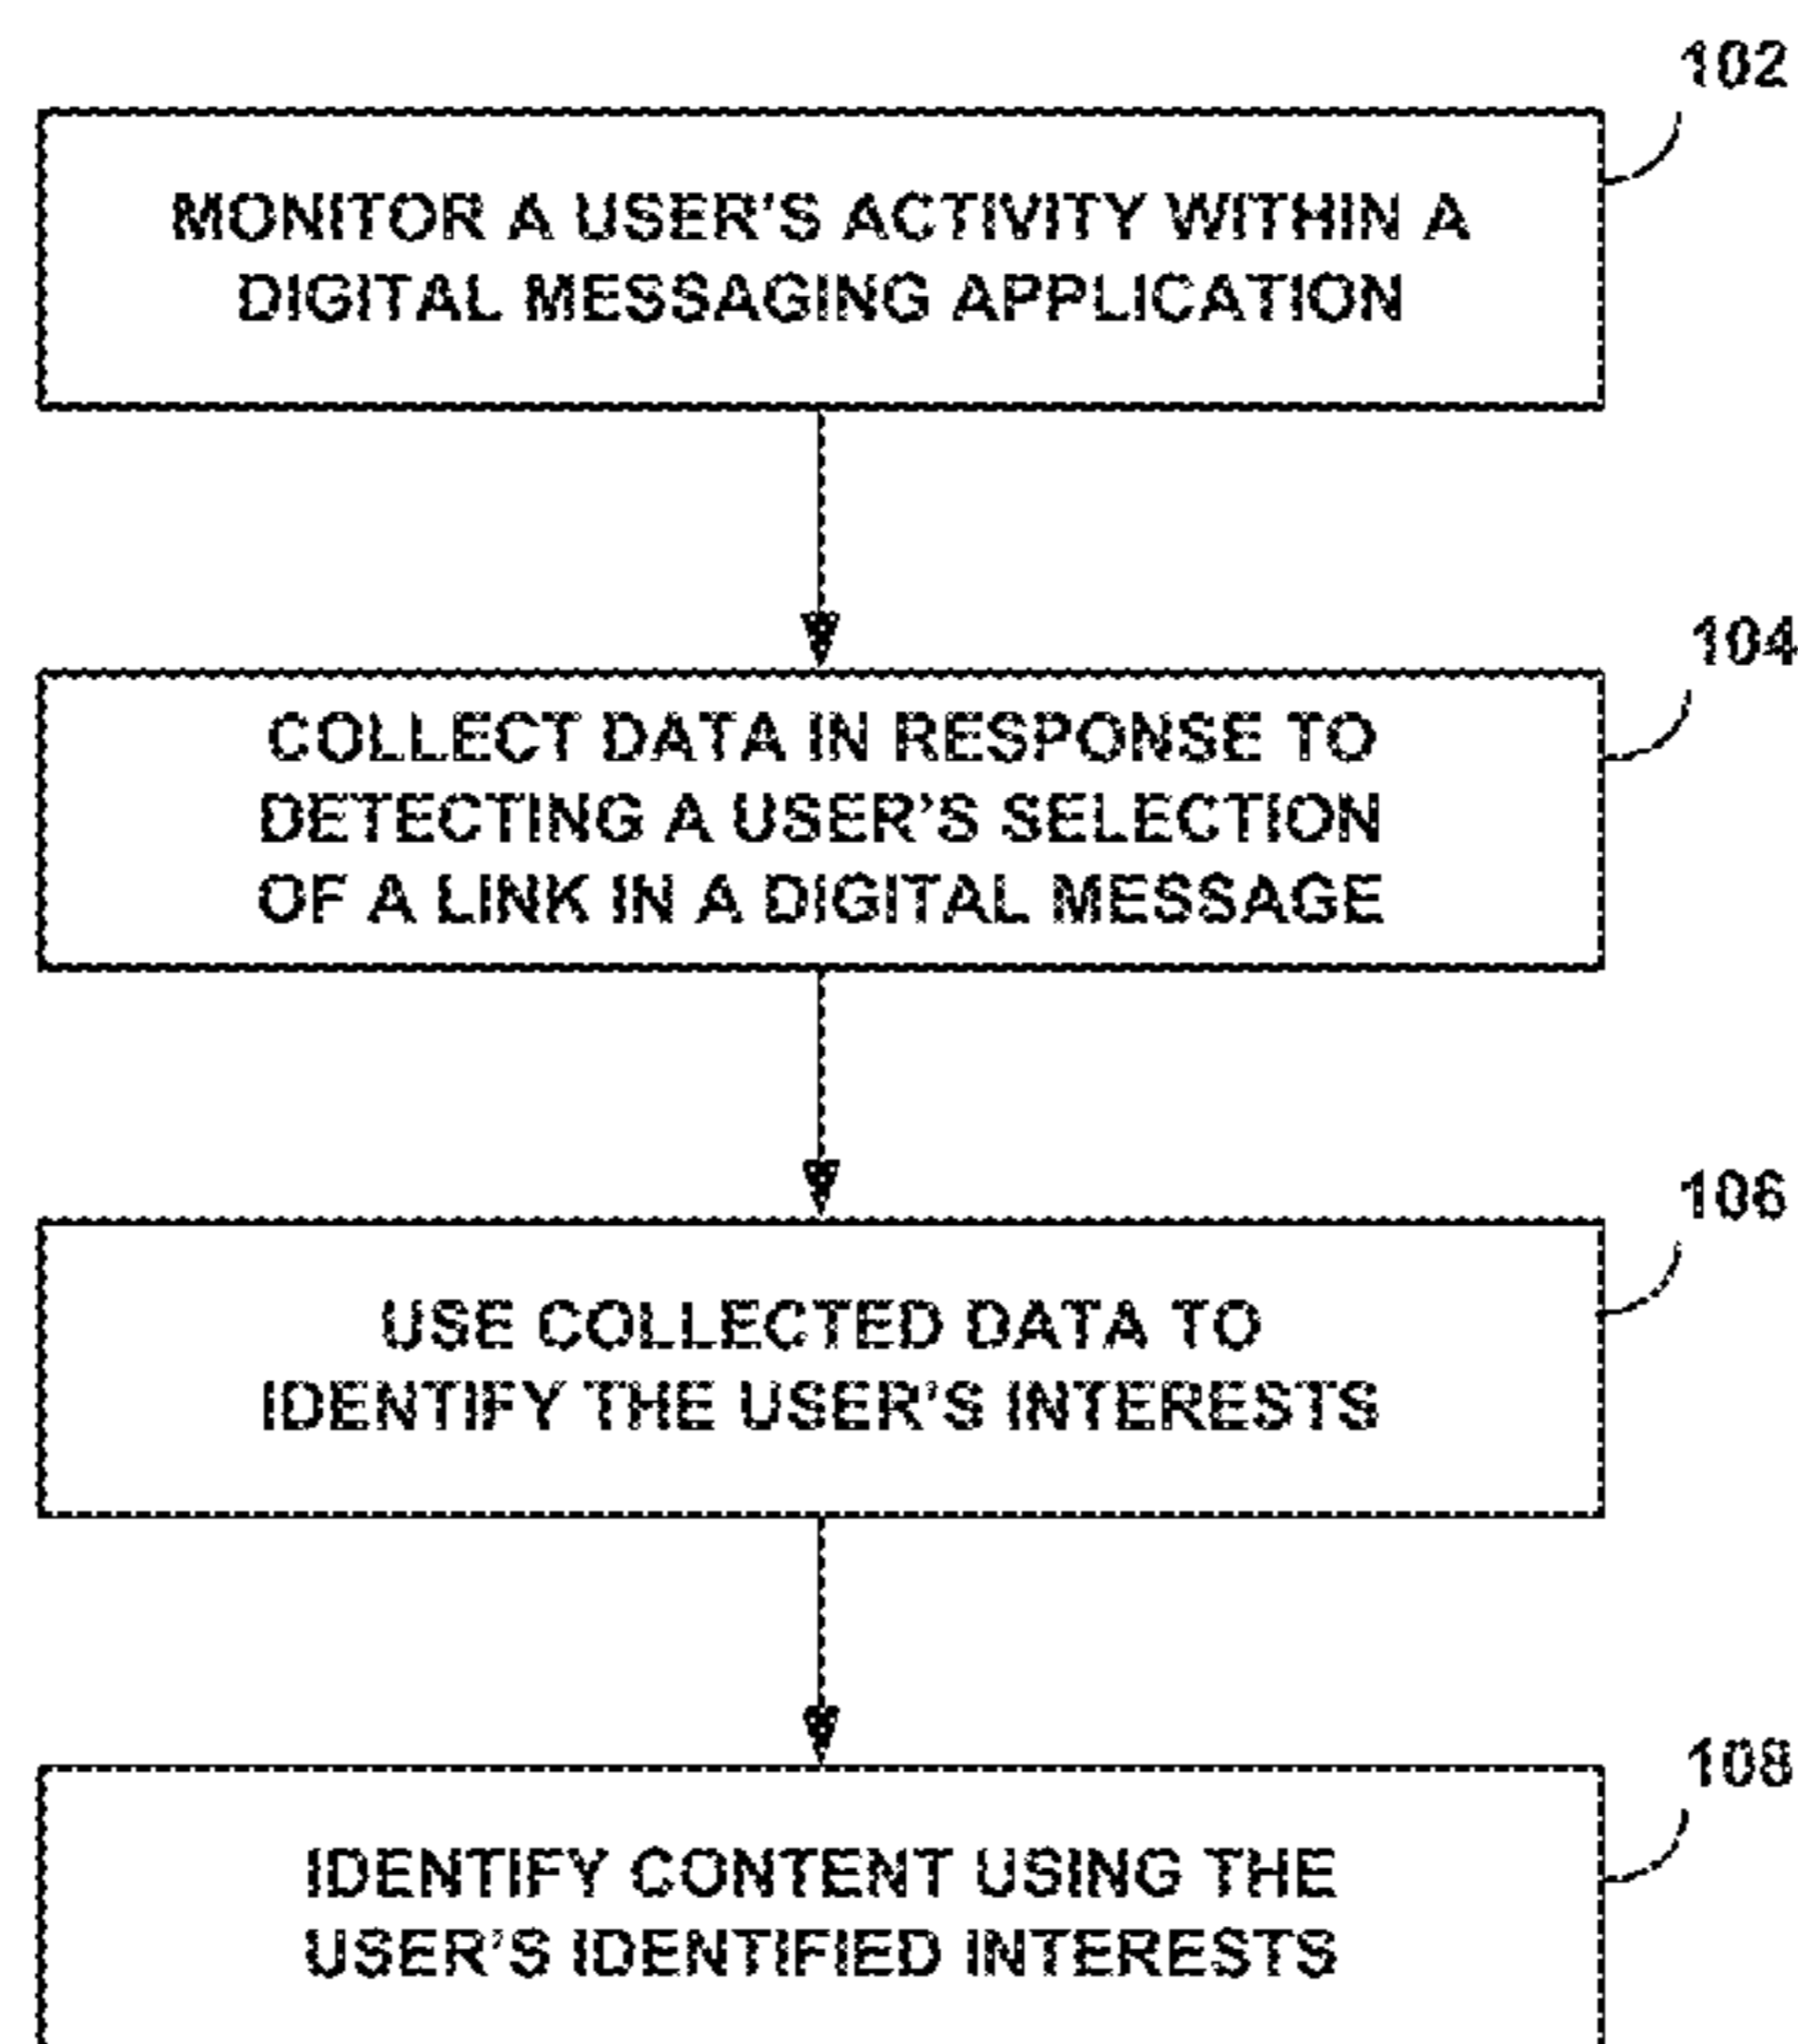 102
MONITOR A USER'S ACTIVITY WITHIN A
DIGITAL MESSAGING APPLICATION
104
COLLECT DATA IN RESPONSE TO
DETECTING A USER'S SELECTION
OF A LINK IN A DIGITAL MESSAGE
106
USE COLLECTED DATA TO
IDENTIFY THE USER'S INTERESTS
108
IDENTIFY CONTENT USING THE
USER'S IDENTIFIED INTERESTS